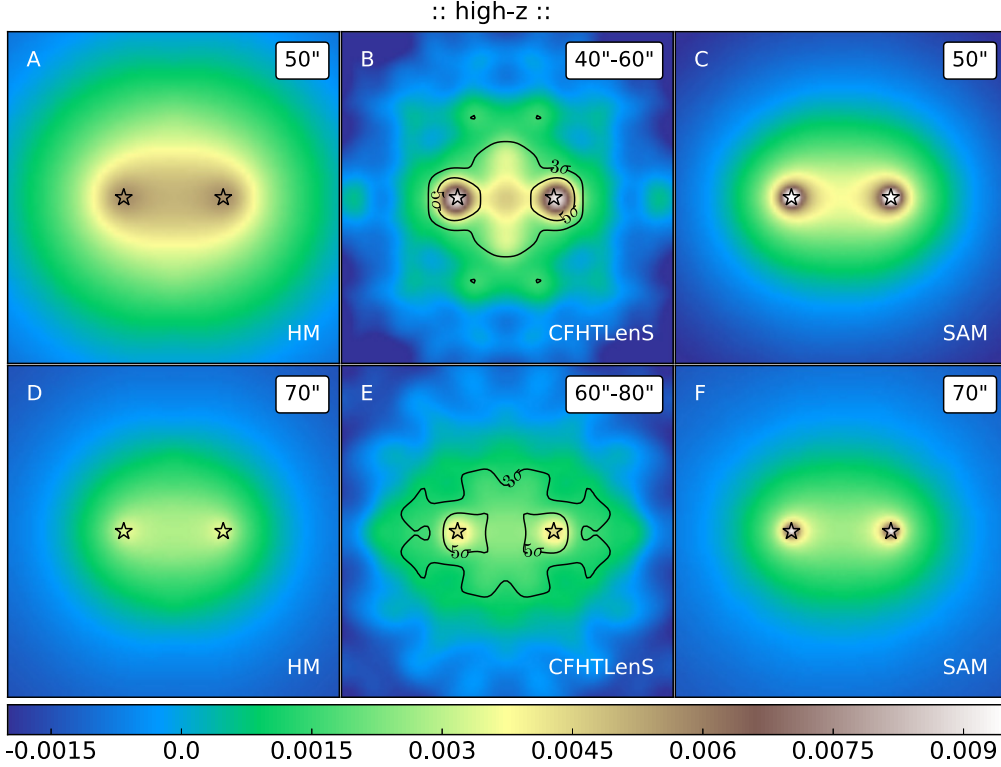 :: high-z ::
A
50"
HM
B
40"-60"
3σ
5σ
5σ
CFHTLenS
C
50"
SAM
D
70"
HM
E
60"-80"
3σ
5σ
5σ
CFHTLenS
F
70"
SAM
-0.0015 0.0 0.0015 0.003 0.0045 0.006 0.0075 0.009